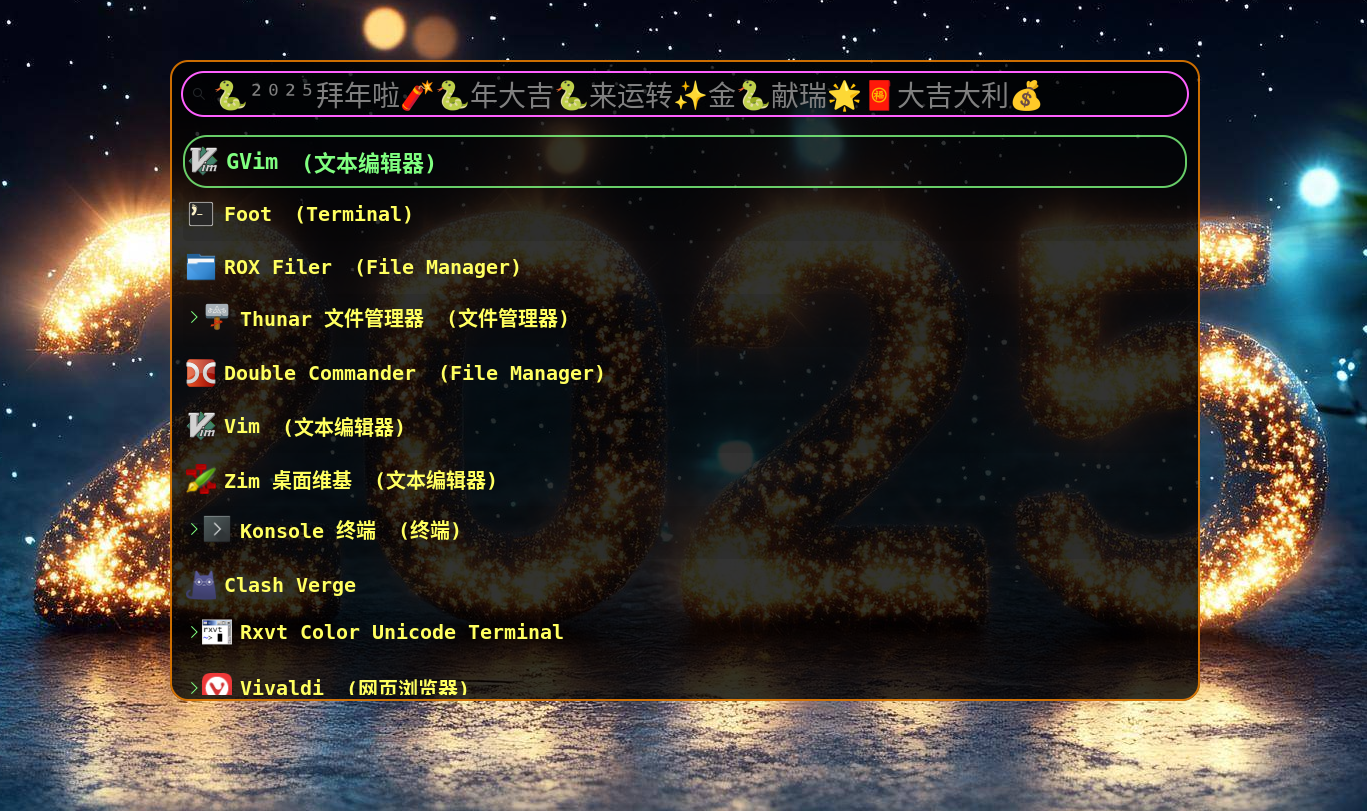 🐍²⁰²⁵拜年啦🧨🐍年大吉🐍来运转✨金🐍献瑞🌟🧧大吉大利💰
GVim (文本编辑器)
Foot (Terminal)
ROX Filer (File Manager)
Thunar 文件管理器 (文件管理器)
Double Commander (File Manager)
Vim (文本编辑器)
Zim 桌面维基 (文本编辑器)
Konsole 终端 (终端)
Clash Verge
Rxvt Color Unicode Terminal
Vivaldi (网页浏览器)
2025